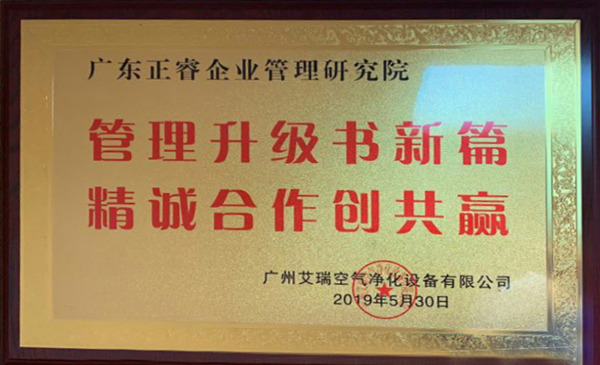 广东正睿企业管理研究院
管理升级书新篇
精诚合作创共赢
广州艾瑞空气净化设备有限公司
2019年5月30日